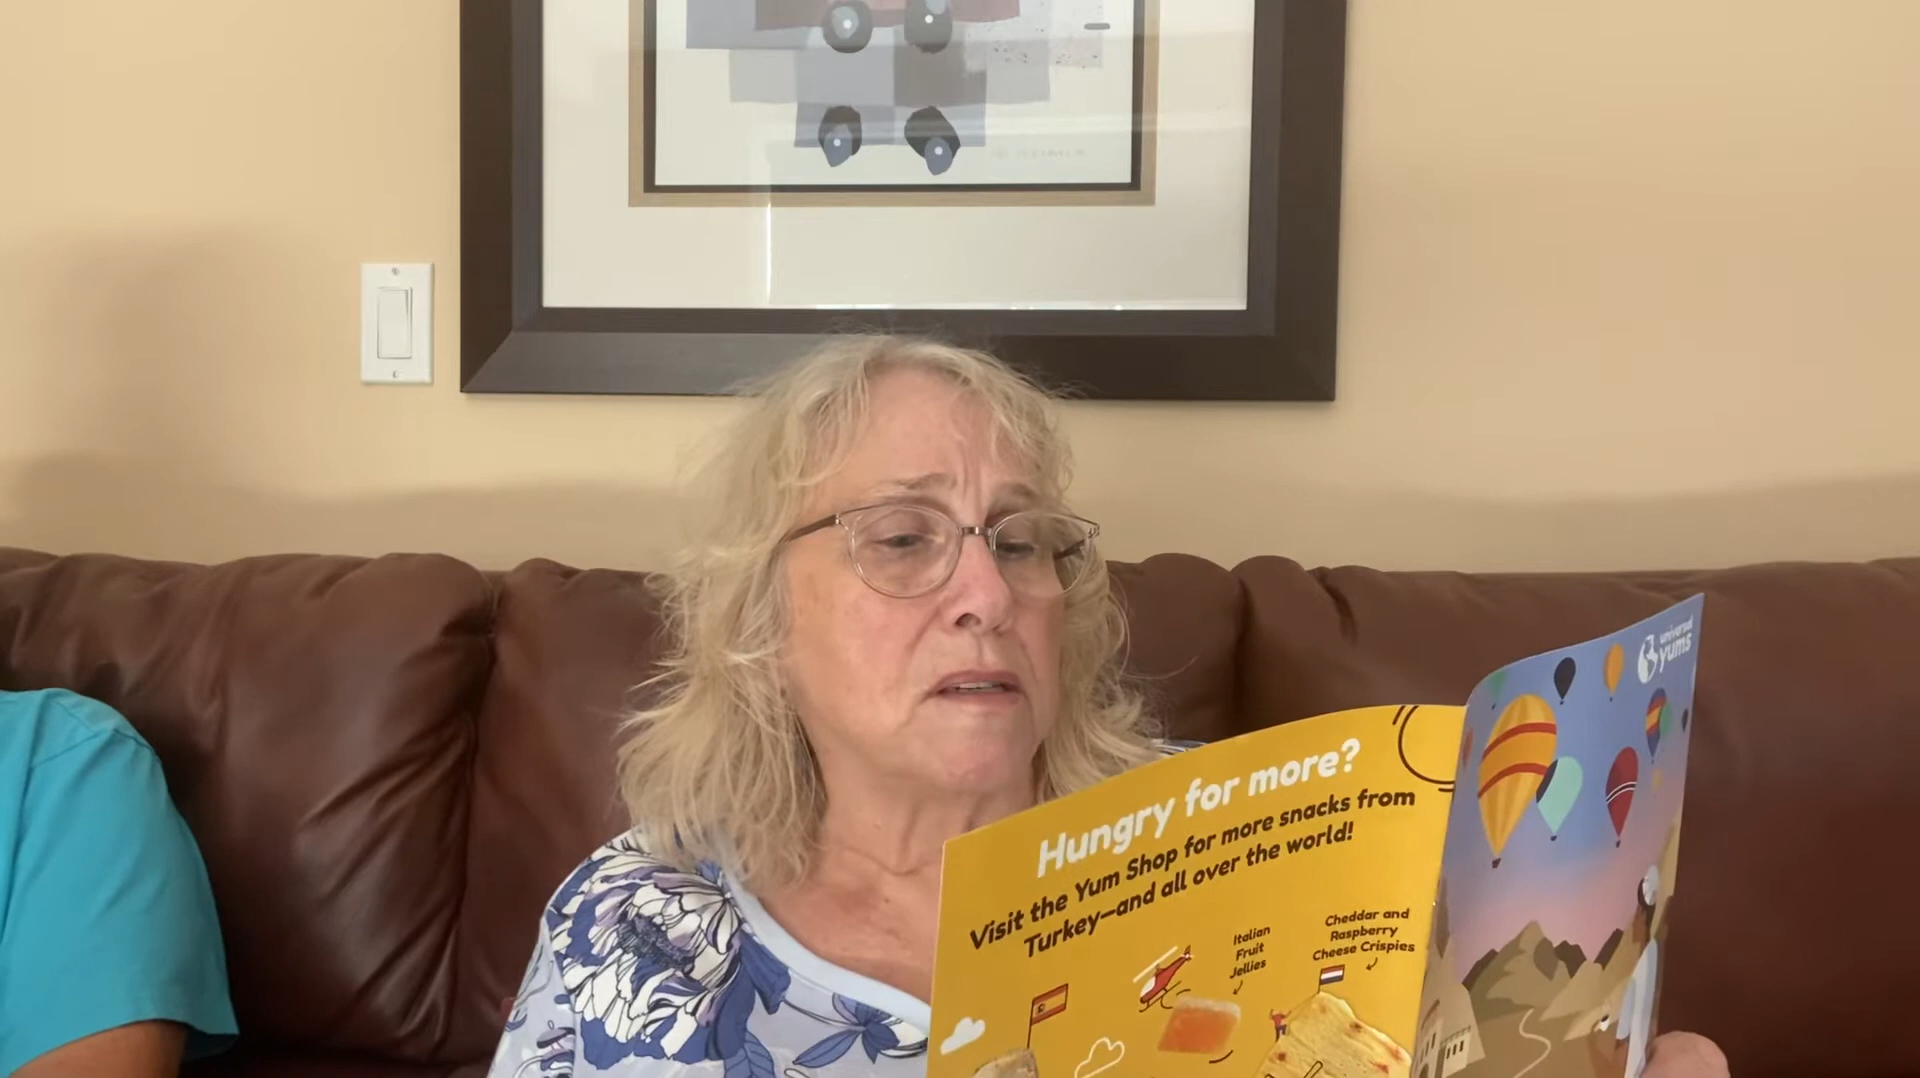 universal
yums
Hungry for more?
Visit the Yum Shop for more snacks from
Turkey—and all over the world!
Italian
Fruit
Jellies
Cheddar and
Raspberry
Cheese Crispies